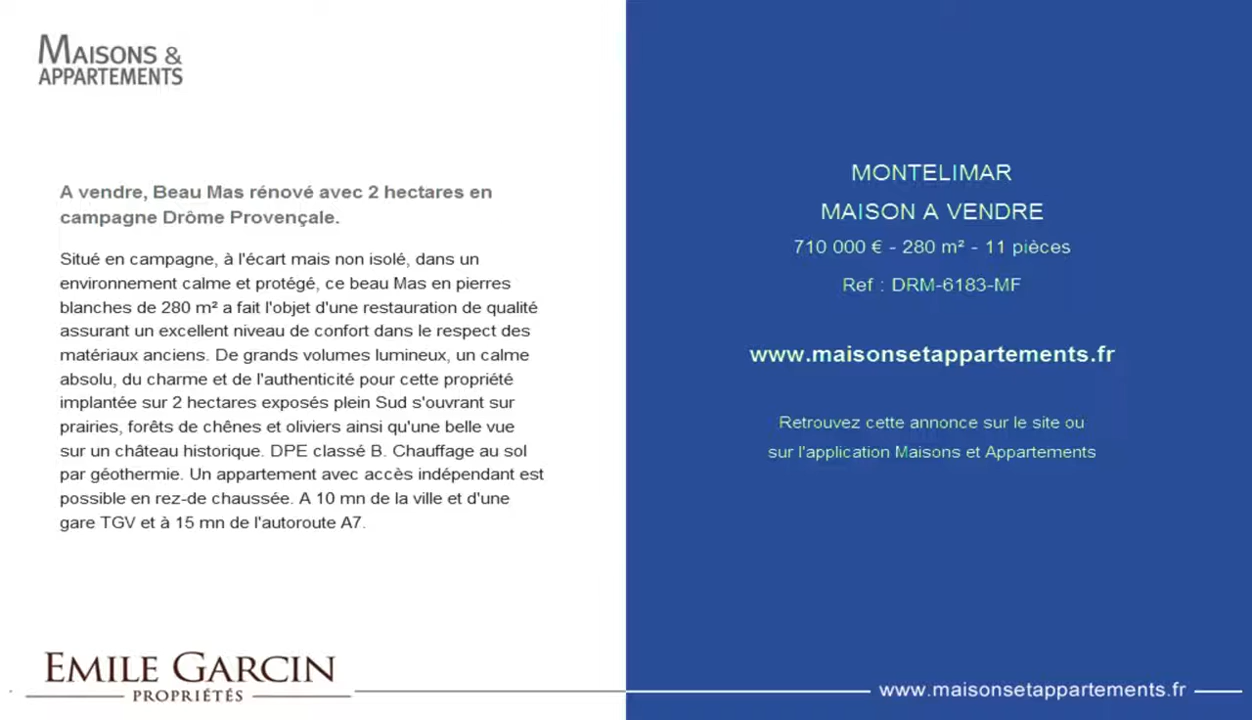 MAISONS &
APPARTEMENTS
A vendre, Beau Mas rénové avec 2 hectares en
campagne Drôme Provençale.
Situé en campagne, à l'écart mais non isolé, dans un
environnement calme et protégé, ce beau Mas en pierres
blanches de 280 m² a fait l'objet d'une restauration de qualité
assurant un excellent niveau de confort dans le respect des
matériaux anciens. De grands volumes lumineux, un calme
absolu, du charme et de l'authenticité pour cette propriété
implantée sur 2 hectares exposés plein Sud s'ouvrant sur
prairies, forêts de chênes et oliviers ainsi qu'une belle vue
sur un château historique. DPE classé B. Chauffage au sol
par géothermie. Un appartement avec accès indépendant est
possible en rez-de chaussée. A 10 mn de la ville et d'une
gare TGV et à 15 mn de l'autoroute A7.
EMILE GARCIN
PROPRIÉTÉS
MONTELIMAR
MAISON A VENDRE
710 000 € - 280 m² - 11 pièces
Ref : DRM-6183-MF
www.maisonsetappartements.fr
Retrouvez cette annonce sur le site ou
sur l'application Maisons et Appartements
www.maisonsetappartements.fr